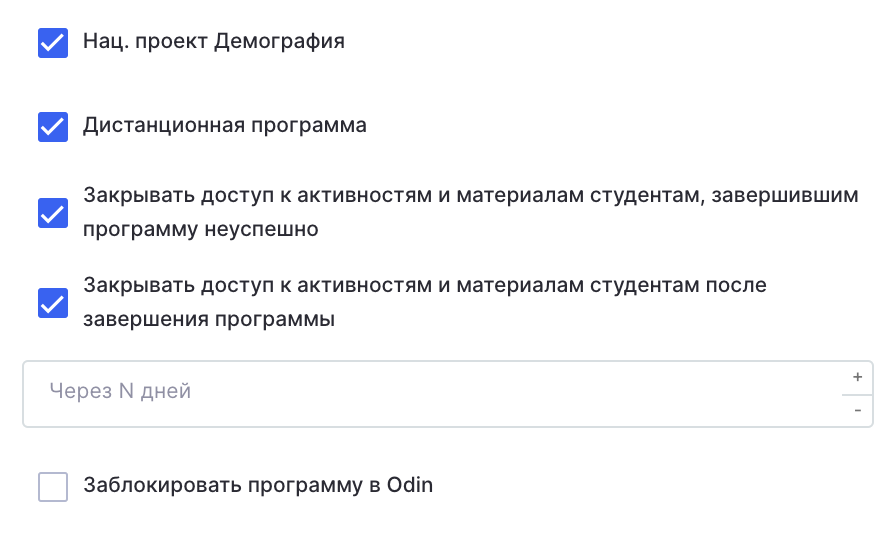 Нац. проект Демография
Дистанционная программа
Закрывать доступ к активностям и материалам студентам, завершившим
программу неуспешно
Закрывать доступ к активностям и материалам студентам после
завершения программы
Через N дней
+
-
Заблокировать программу в Odin